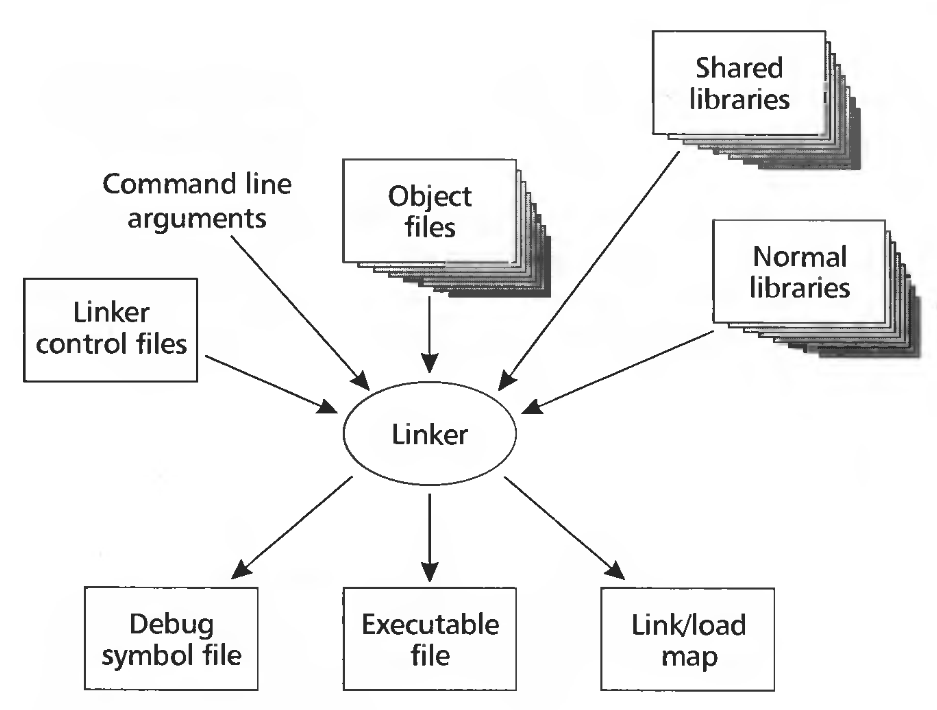 Shared
libraries
Command line
arguments
Object
files
Normal
libraries
Linker
control files
Linker
Debug
symbol file
Executable
file
Link/load
map